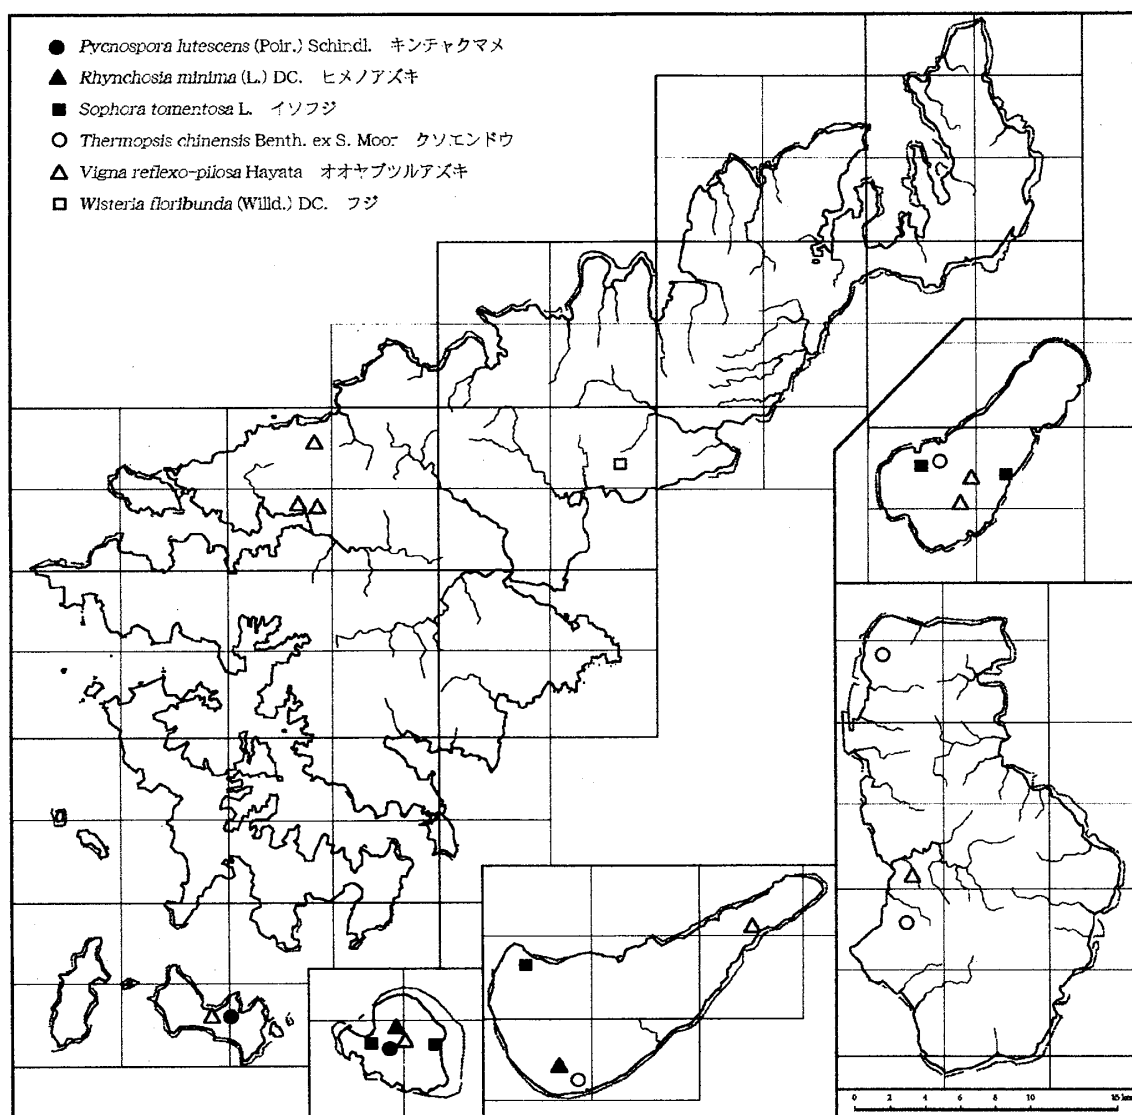 ● Pycnospora lutescens (Poir.) Schindl. キンチャクマメ
▲ Rhynchosia minima (L.) DC. ヒメノアズキ
■ Sophora tomentosa L. イソフジ
○ Thermopsis chinensis Benth. ex S. Moor クソエンドウ
△ Vigna reflexo-pilosa Hayata オオヤブツルアズキ
□ Wisteria floribunda (Willd.) DC. フジ
0 2 4 6 8 10 15 km